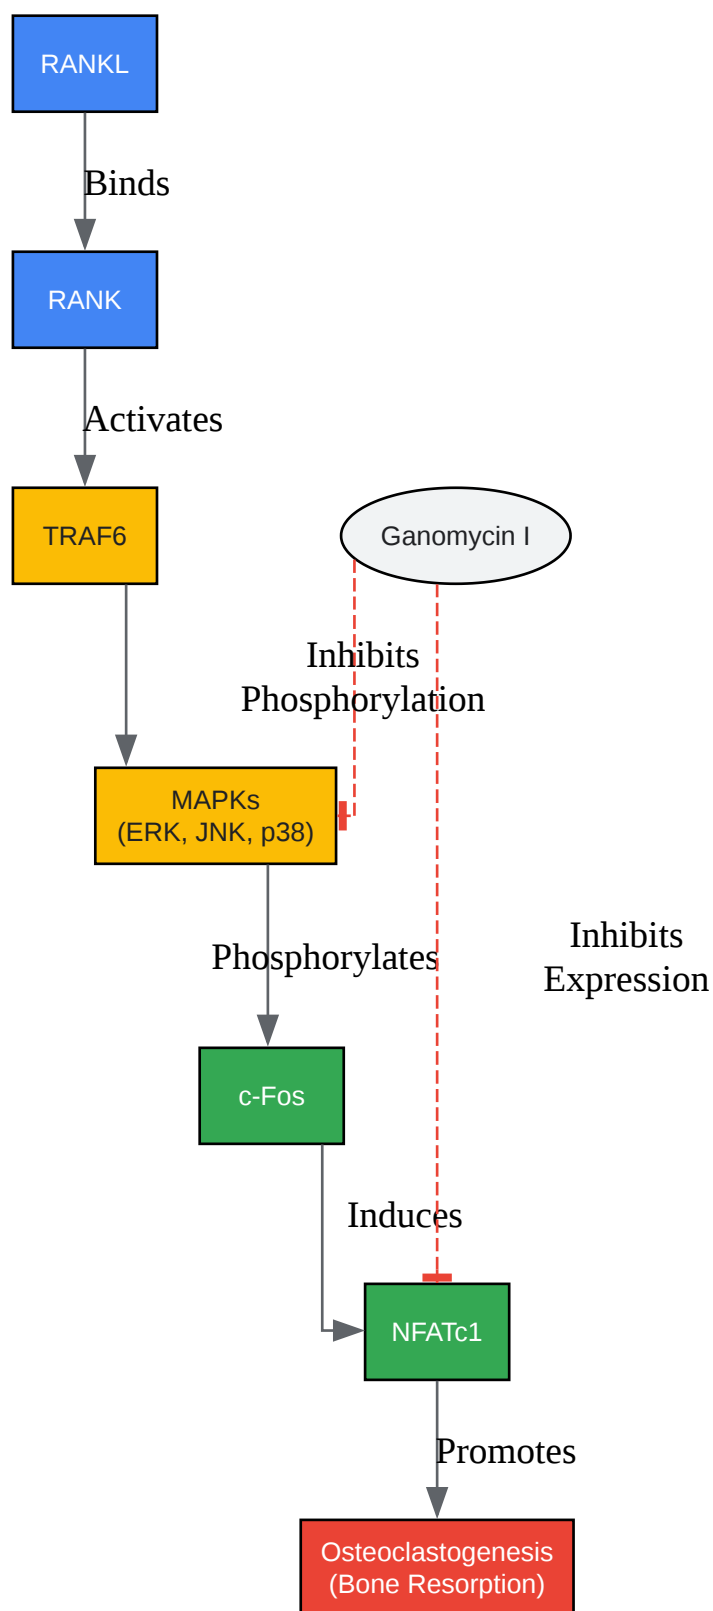 RANKL
Binds
RANK
Activates
TRAF6
Ganomycin I
Inhibits
Phosphorylation
MAPKs
(ERK, JNK, p38)
Inhibits
Expression
Phosphorylates
c-Fos
Induces
NFATc1
Promotes
Osteoclastogenesis
(Bone Resorption)